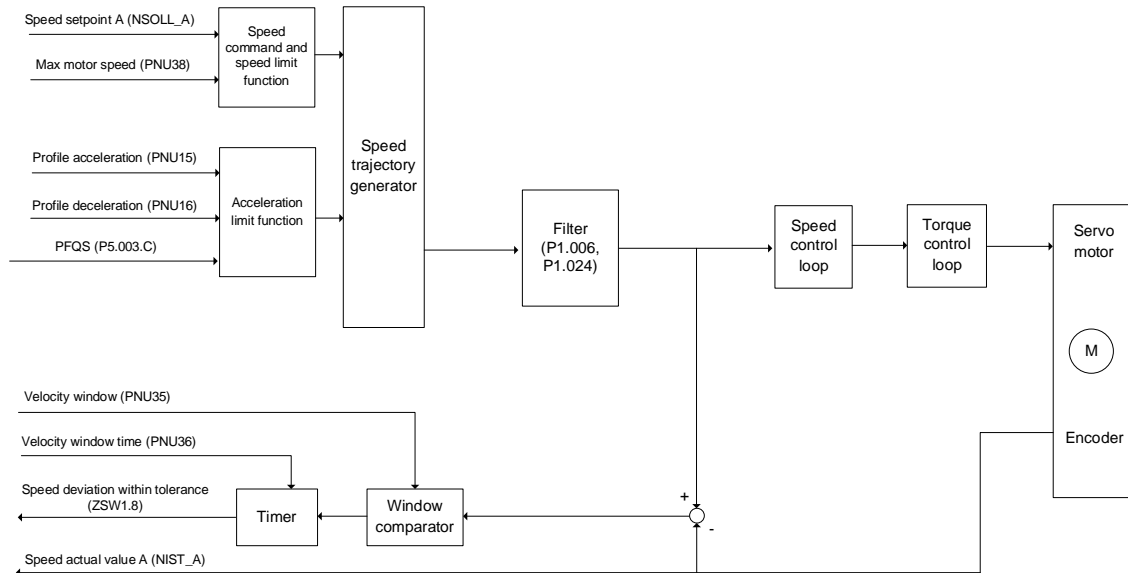 Speed setpoint A (NSOLL_A)
Max motor speed (PNU38)
Speed
command and
speed limit
function
Profile acceleration (PNU15)
Profile deceleration (PNU16)
PFQS (P5.003.C)
Acceleration
limit function
Speed
trajectory
generator
Filter
(P1.006,
P1.024)
Speed
control
loop
Torque
control
loop
Servo
motor
M
Encoder
Velocity window (PNU35)
Velocity window time (PNU36)
Speed deviation within tolerance
(ZSW1.8)
Timer
Window
comparator
+
-
Speed actual value A (NIST_A)